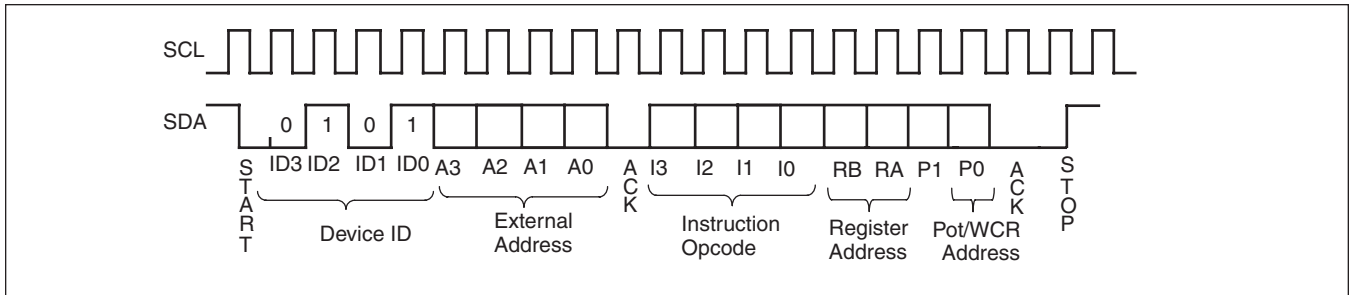 SCL
SDA
0 1 0 1
ID3 ID2 ID1 ID0 A3 A2 A1 A0 ACK I3 I2 I1 I0 RB RA P1 P0 ACK
START
STOP
Device ID
External
Address
Instruction
Opcode
Register
Address
Pot/WCR
Address